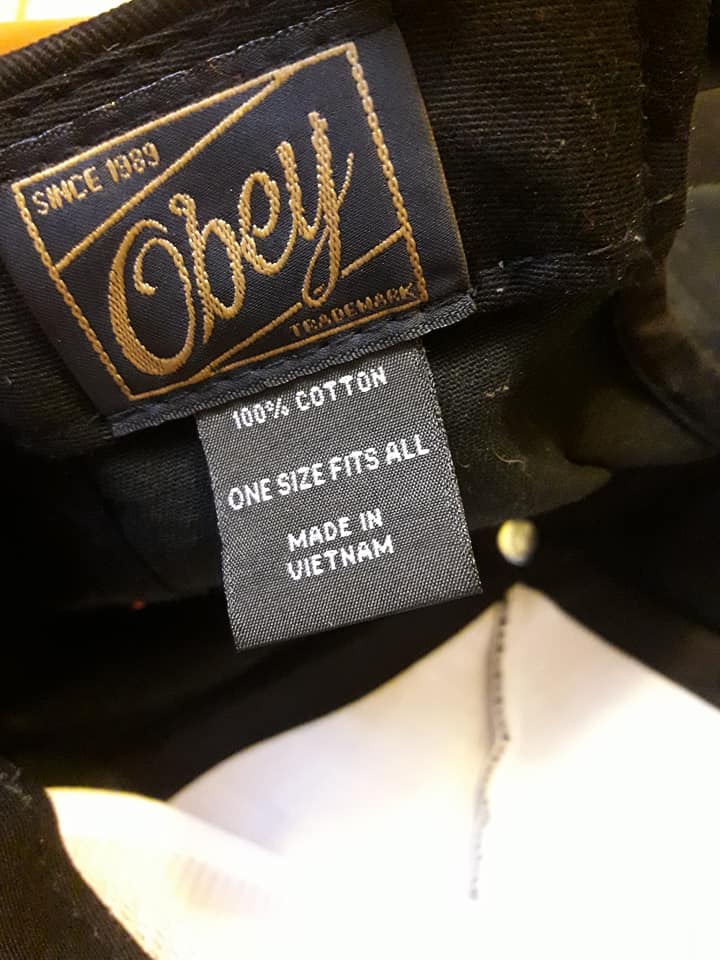 SINCE 1989
Obey
TRADEMARK
100% COTTON
ONE SIZE FITS ALL
MADE IN
VIETNAM